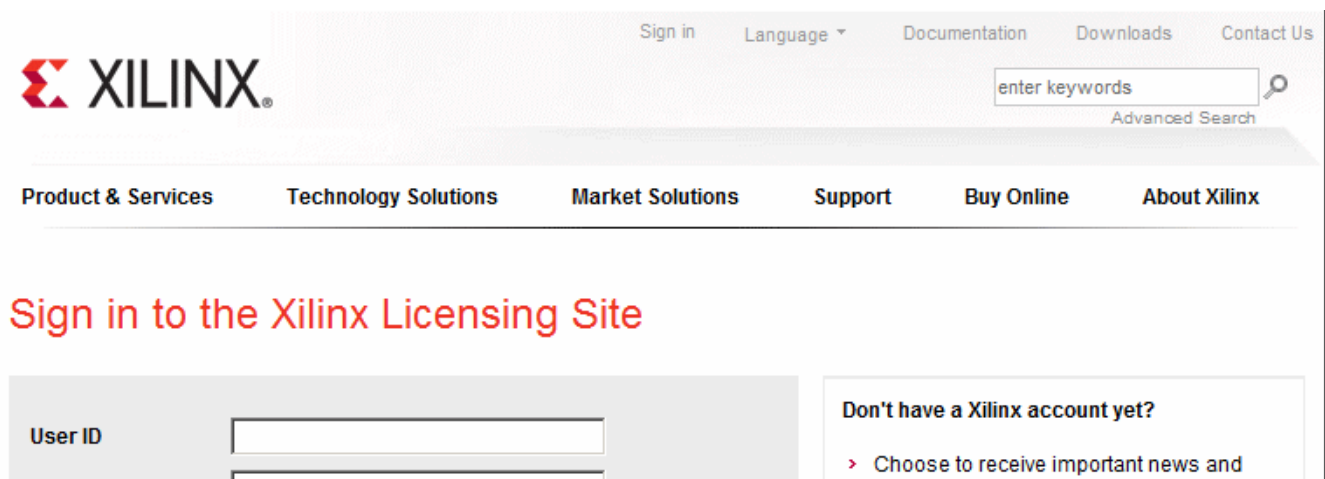 Sign in Language Documentation Downloads Contact Us
XILINX®
enter keywords
Advanced Search
Product & Services Technology Solutions Market Solutions Support Buy Online About Xilinx
Sign in to the Xilinx Licensing Site
Don't have a Xilinx account yet?
User ID
Choose to receive important news and